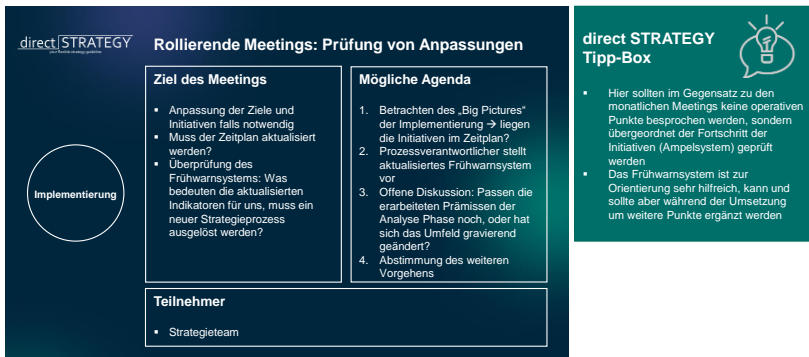 direct STRATEGY
your flexible strategy guideline
Rollierende Meetings: Prüfung von Anpassungen
Implementierung
Ziel des Meetings
▪ Anpassung der Ziele und
Initiativen falls notwendig
▪ Muss der Zeitplan aktualisiert
werden?
▪ Überprüfung des
Frühwarnsystems: Was
bedeuten die aktualisierten
Indikatoren für uns, muss ein
neuer Strategieprozess
ausgelöst werden?
Mögliche Agenda
1. Betrachten des „Big Pictures“
der Implementierung → liegen
die Initiativen im Zeitplan?
2. Prozessverantwortlicher stellt
aktualisiertes Frühwarnsystem
vor
3. Offene Diskussion: Passen die
erarbeiteten Prämissen der
Analyse Phase noch, oder hat
sich das Umfeld gravierend
geändert?
4. Abstimmung des weiteren
Vorgehens
Teilnehmer
▪ Strategieteam
direct STRATEGY
Tipp-Box
▪ Hier sollten im Gegensatz zu den
monatlichen Meetings keine operativen
Punkte besprochen werden, sondern
übergeordnet der Fortschritt der
Initiativen (Ampelsystem) geprüft
werden
▪ Das Frühwarnsystem ist zur
Orientierung sehr hilfreich, kann und
sollte aber während der Umsetzung
um weitere Punkte ergänzt werden